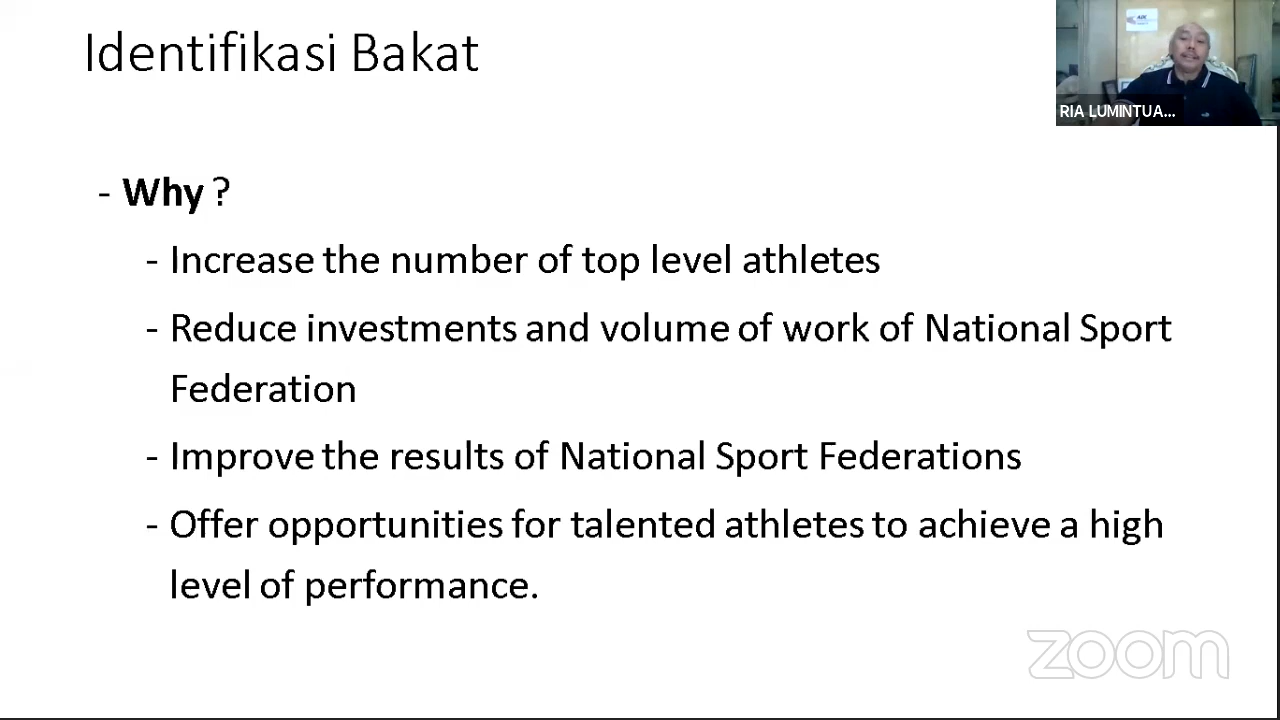 Identifikasi Bakat
RIA LUMINTUA...
- Why ?
- Increase the number of top level athletes
- Reduce investments and volume of work of National Sport
Federation
- Improve the results of National Sport Federations
- Offer opportunities for talented athletes to achieve a high
level of performance.
zoom